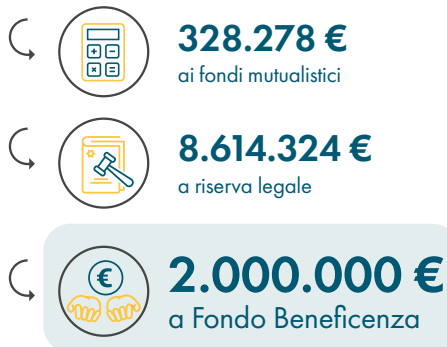 328.278 €
ai fondi mutualistici
8.614.324 €
a riserva legale
€
2.000.000 €
a Fondo Beneficenza